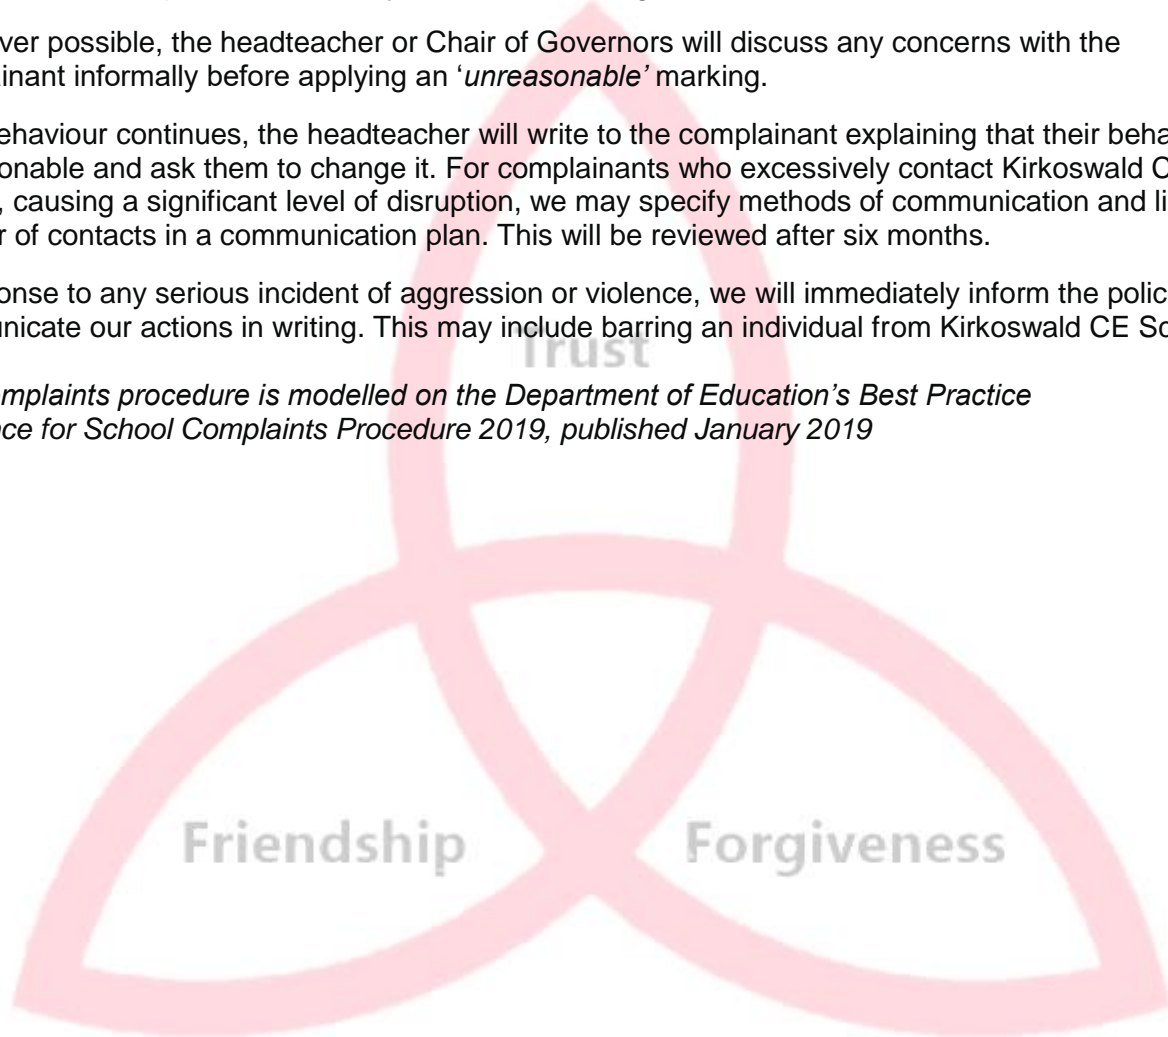 ver possible, the headteacher or Chair of Governors will discuss any concerns with the
inant informally before applying an ‘unreasonable’ marking.
ehaviour continues, the headteacher will write to the complainant explaining that their beha
onable and ask them to change it. For complainants who excessively contact Kirkoswald C
, causing a significant level of disruption, we may specify methods of communication and li
r of contacts in a communication plan. This will be reviewed after six months.
onse to any serious incident of aggression or violence, we will immediately inform the polic
unicate our actions in writing. This may include barring an individual from Kirkoswald CE Sc
Trust
mplaints procedure is modelled on the Department of Education’s Best Practice
nce for School Complaints Procedure 2019, published January 2019
Friendship
Forgiveness